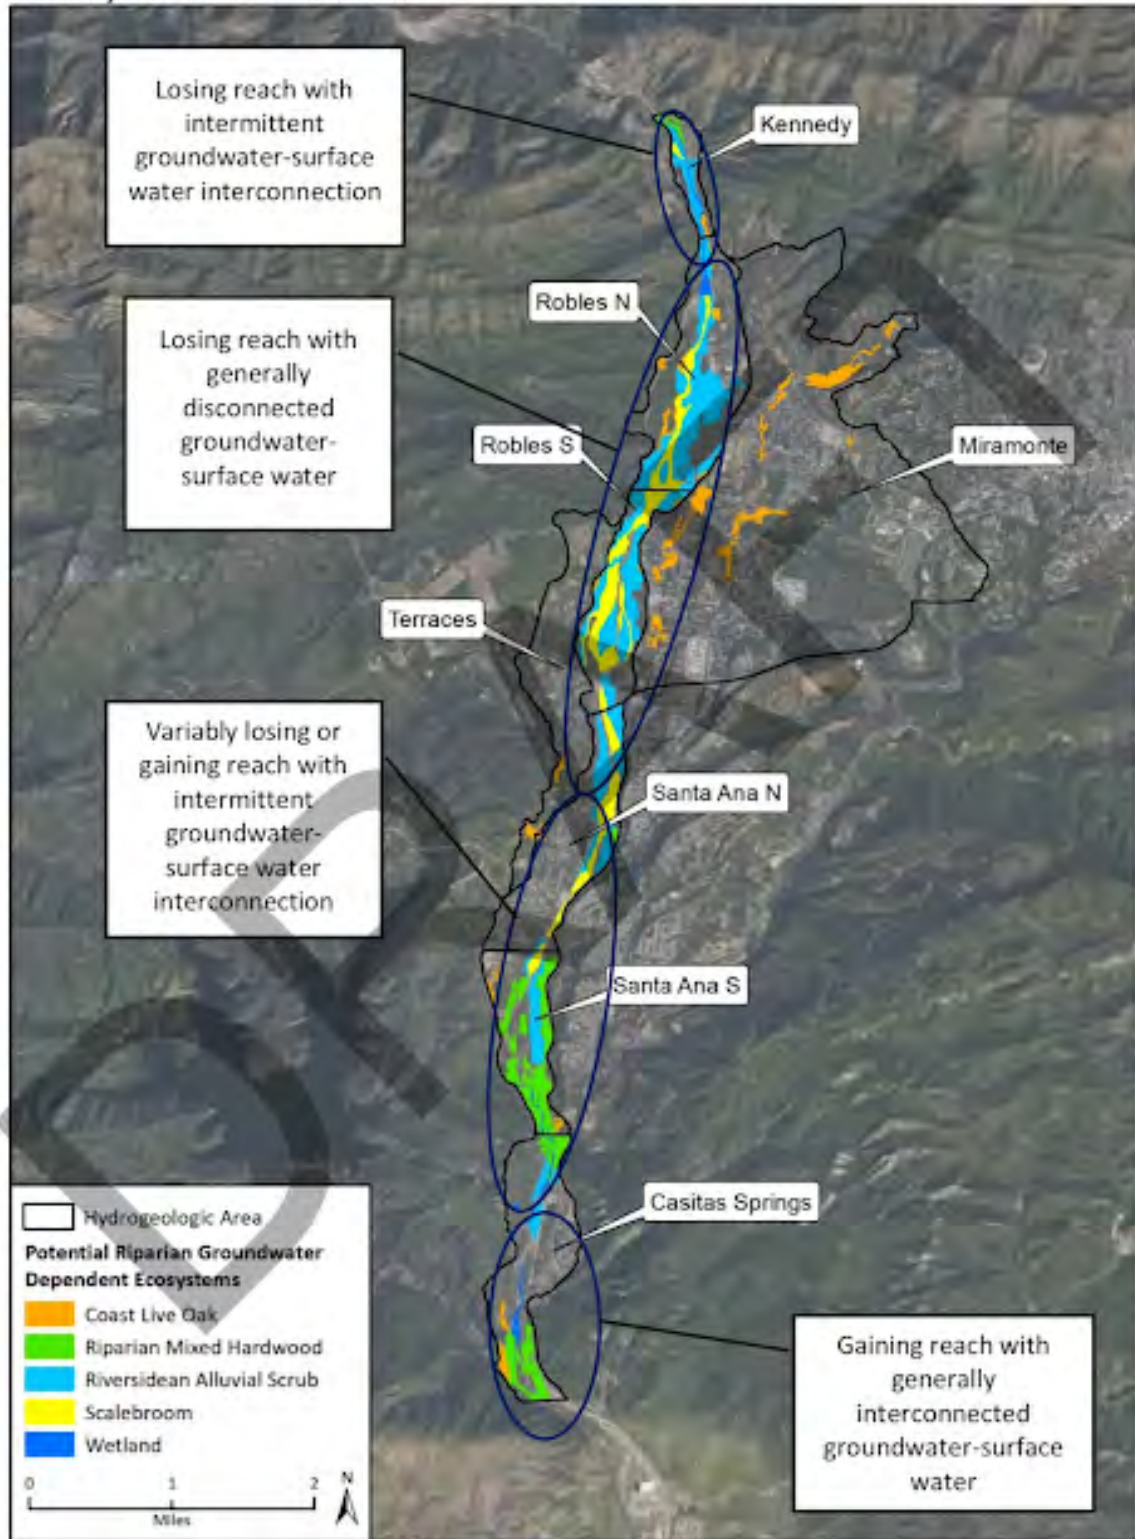 Losing reach with
intermittent
groundwater-surface
water interconnection
Kennedy
Losing reach with
generally
disconnected
groundwater-
surface water
Robles N
Robles S
Miramonte
Terraces
Variably losing or
gaining reach with
intermittent
groundwater-
surface water
interconnection
Santa Ana N
Santa Ana S
Casitas Springs
Gaining reach with
generally
interconnected
groundwater-surface
water
Hydrogeologic Area
Potential Riparian Groundwater
Dependent Ecosystems
Coast Live Oak
Riparian Mixed Hardwood
Riversidean Alluvial Scrub
Scalebroom
Wetland
0 1 2
Miles
N
DRAFT